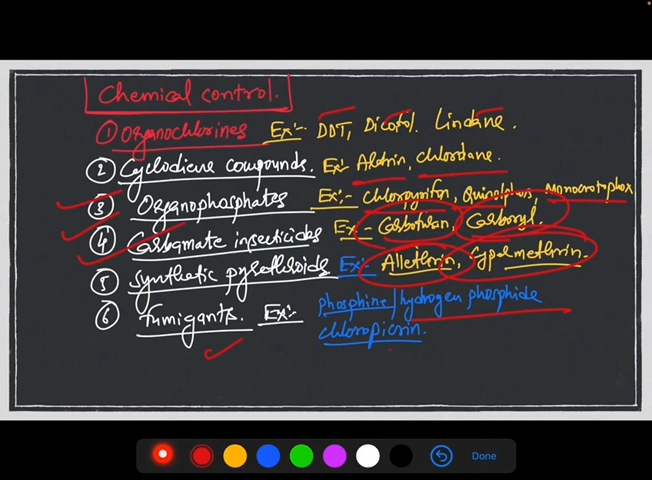 Chemical control.
① Organochlorines Ex:- DDT, Dicofol. Lindane.
② Cyclodiene compounds. Ex:- Aldrin, chlordane.
③ Organophosphates Ex:- Chloropyrifos, Quinolphos, monocrotophos
④ Carbamate insecticides Ex:- Carbofuran, Carbaryl.
⑤ Synthetic pyrethroids Ex:- Allethrin, Cypermethrin.
⑥ Fumigants. Ex:- phosphine/hydrogen phosphide
chloropicrin.
Done